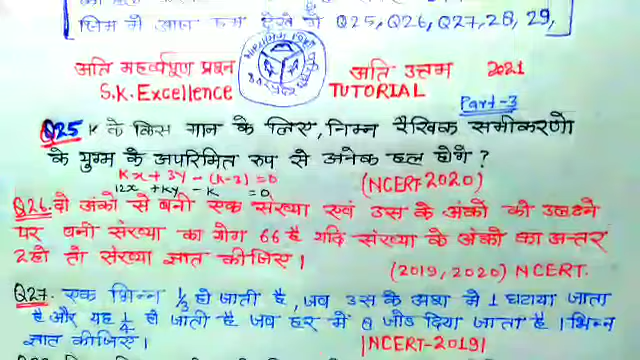 जिस में आज हम देखेंगे Q25, Q26, Q27, 28, 29,
अति महत्वपूर्ण प्रश्न
अति उत्तम 2021
S.K. Excellence
TUTORIAL
Part-3
Q25 K के किस मान के लिए, निम्न रैखिक समीकरणो
के युग्म के अपरिमित रुप से अनेक हल होगे ?
Kx + 3y - (K-3) = 0
12x + Ky - K = 0
(NCERT 2020)
Q26. दो अंको से बनी एक संख्या एवं उस के अंको को उलटने
पर बनी संख्या का योग 66 है यदि संख्या के अंको का अन्तर
2 हो तो संख्या ज्ञात कीजिए।
(2019, 2020) NCERT.
Q27. एक भिन्न 1/3 हो जाती है, जब उस के अंश में 1 घटाया जाता
है और यह 1/4 हो जाती है जब हर में 8 जोड दिया जाता है। भिन्न
ज्ञात कीजिए।
|NCERT-2019|